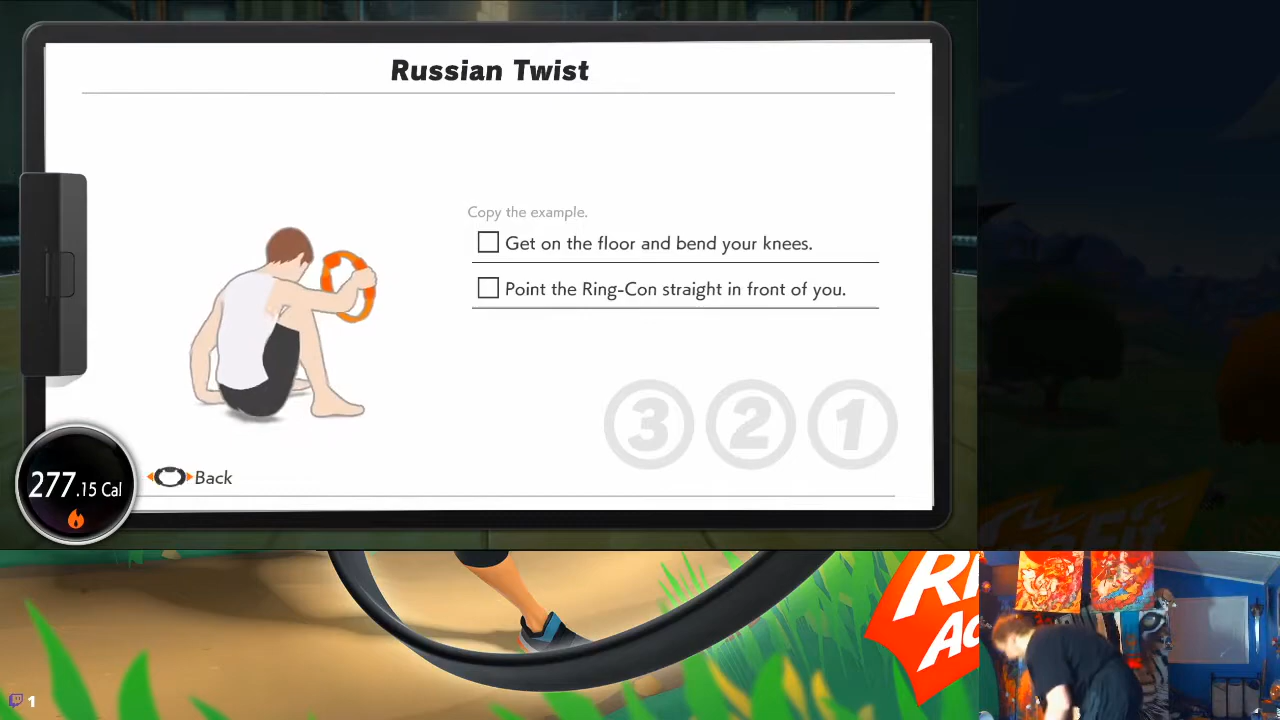 Russian Twist
Copy the example.
Get on the floor and bend your knees.
Point the Ring-Con straight in front of you.
3 2 1
277.15 Cal
Back
Fit
1